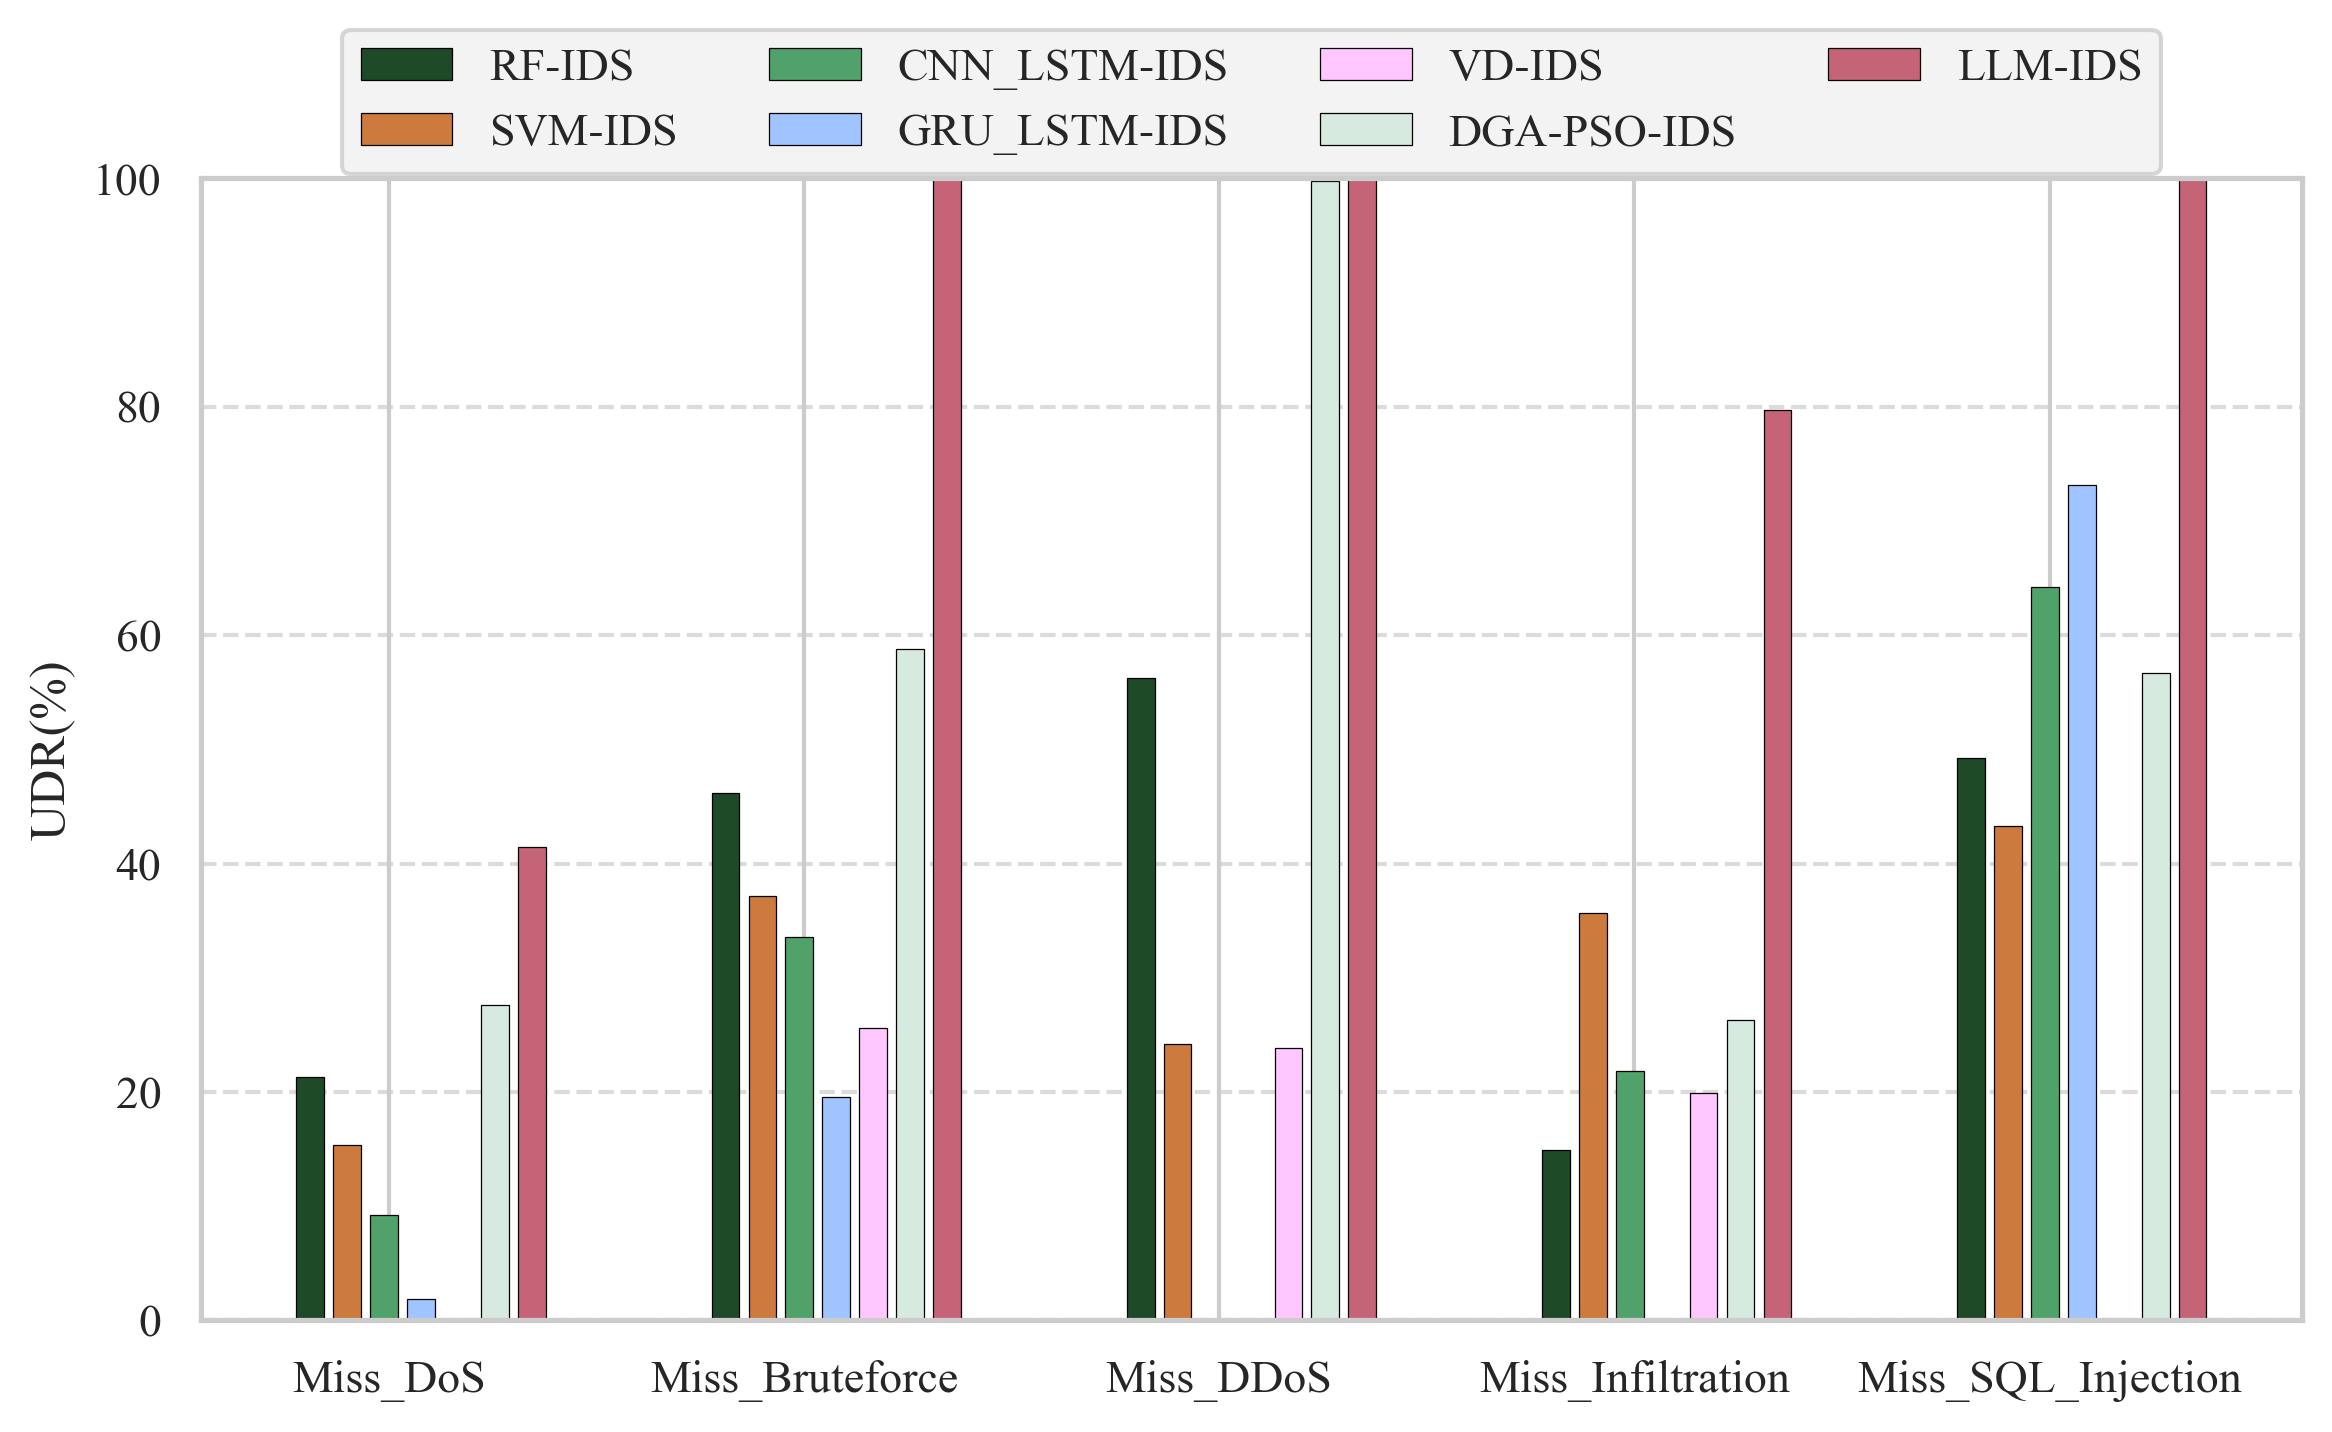 RF-IDS CNN_LSTM-IDS VD-IDS LLM-IDS
SVM-IDS GRU_LSTM-IDS DGA-PSO-IDS
100
80
60
40
20
0
UDR(%)
Miss_DoS Miss_Bruteforce Miss_DDoS Miss_Infiltration Miss_SQL_Injection